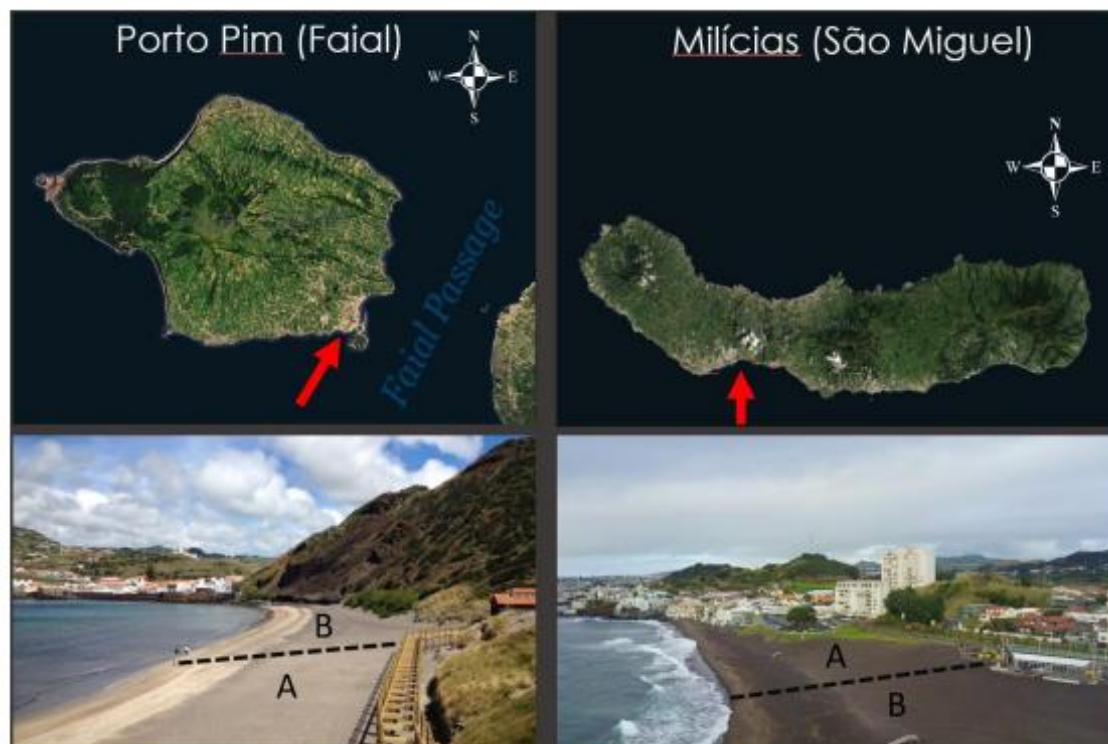 Porto Pim (Faial)
N
W E
S
Faial Passage
Milícias (São Miguel)
N
W E
S
B
A
A
B